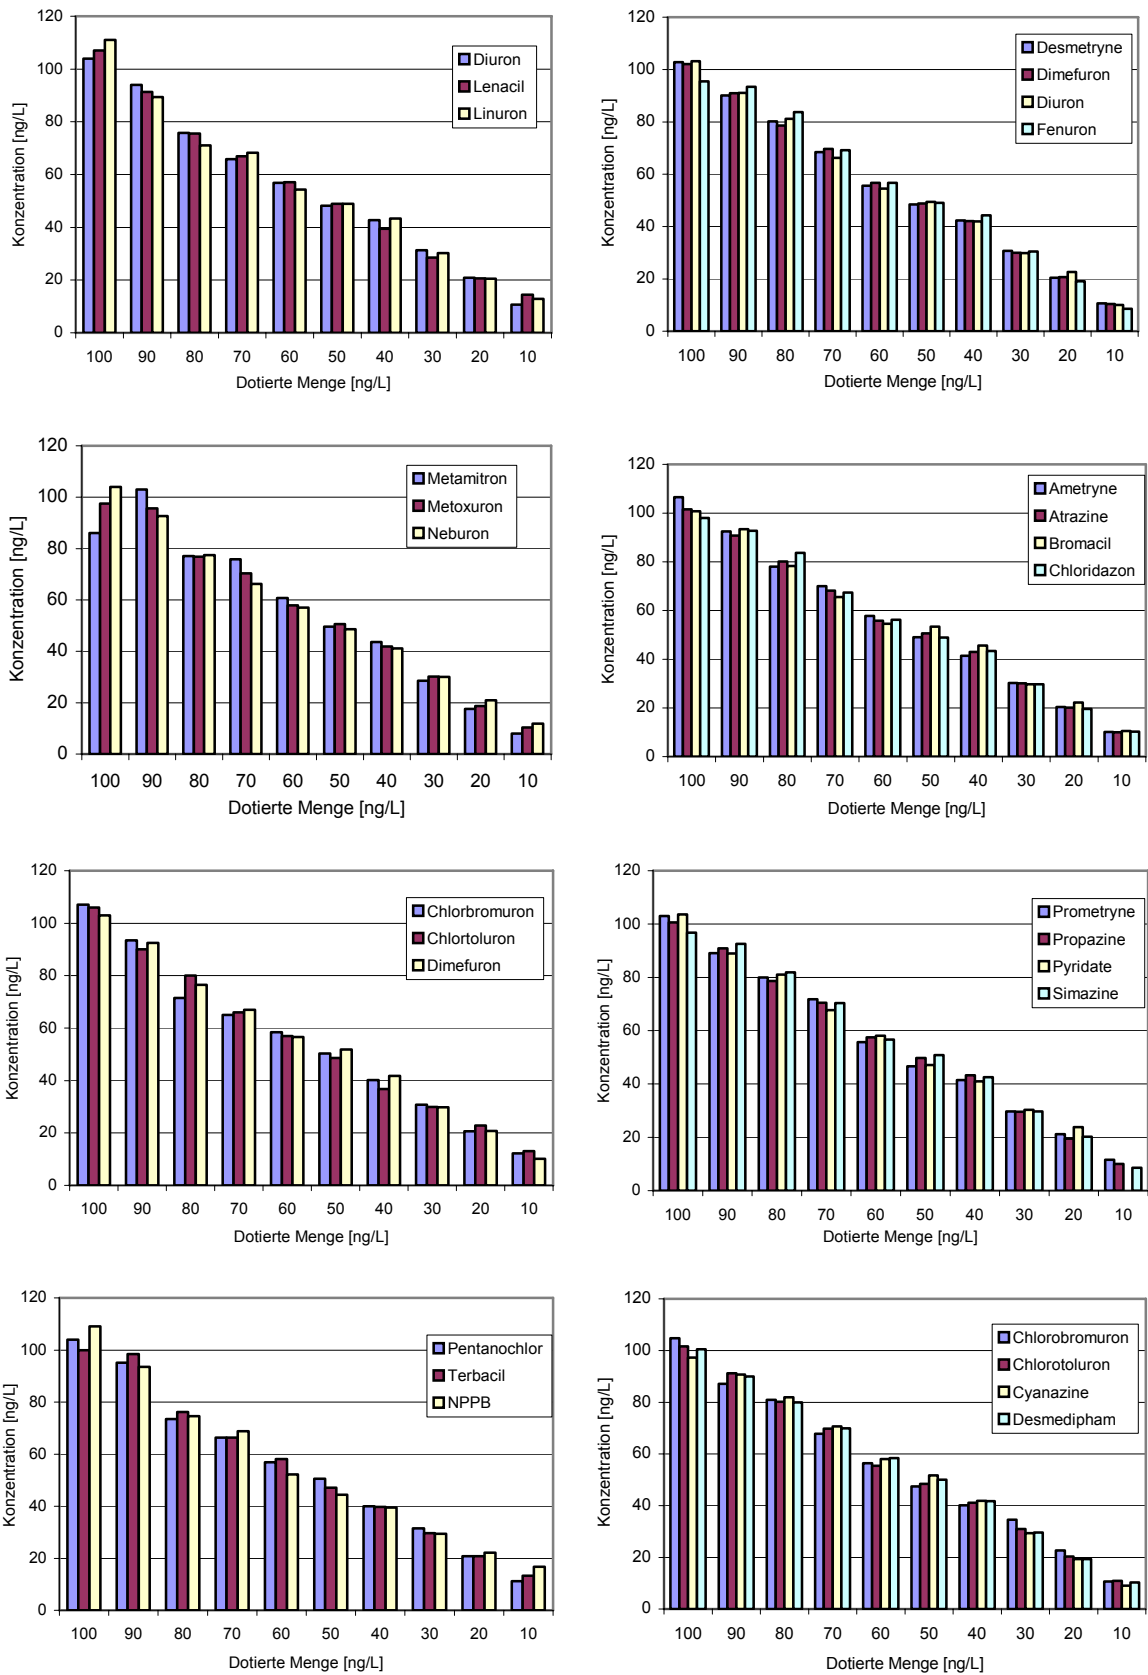 120
100
80
60
40
20
0
Konzentration [ng/L]
Diuron
Lenacil
Linuron
100 90 80 70 60 50 40 30 20 10
Dotierte Menge [ng/L]
120
100
80
60
40
20
0
Konzentration [ng/L]
Desmetryne
Dimefuron
Diuron
Fenuron
100 90 80 70 60 50 40 30 20 10
Dotierte Menge [ng/L]
120
100
80
60
40
20
0
Konzentration [ng/L]
Metamitron
Metoxuron
Neburon
100 90 80 70 60 50 40 30 20 10
Dotierte Menge [ng/L]
120
100
80
60
40
20
0
Konzentration [ng/L]
Ametryne
Atrazine
Bromacil
Chloridazon
100 90 80 70 60 50 40 30 20 10
Dotierte Menge [ng/L]
120
100
80
60
40
20
0
Konzentration [ng/L]
Chlorbromuron
Chlortoluron
Dimefuron
100 90 80 70 60 50 40 30 20 10
Dotierte Menge [ng/L]
120
100
80
60
40
20
0
Konzentration [ng/L]
Prometryne
Propazine
Pyridate
Simazine
100 90 80 70 60 50 40 30 20 10
Dotierte Menge [ng/L]
120
100
80
60
40
20
0
Konzentration [ng/L]
Pentanochlor
Terbacil
NPPB
100 90 80 70 60 50 40 30 20 10
Dotierte Menge [ng/L]
120
100
80
60
40
20
0
Konzentration [ng/L]
Chlorobromuron
Chlorotoluron
Cyanazine
Desmedipham
100 90 80 70 60 50 40 30 20 10
Dotierte Menge [ng/L]